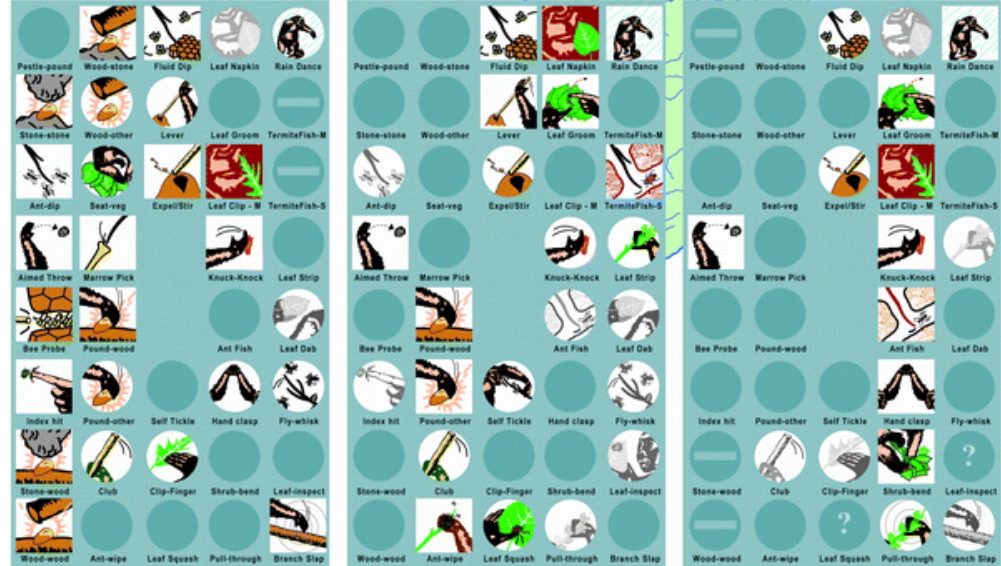 Pestle-pound Wood-stone Fluid Dip Leaf Napkin Rain Dance
Stone-stone Wood-other Lever Leaf Groom TermiteFish-M
Ant-dip Seat-veg Expel/Stir Leaf Clip - M TermiteFish-S
Aimed Throw Marrow Pick Knuck-Knock Leaf Strip
Bee Probe Pound-wood Ant Fish Leaf Dab
Index hit Pound-other Self Tickle Hand clasp Fly-whisk
Stone-wood Club Clip-Finger Shrub-bend Leaf-inspect
Wood-wood Ant-wipe Leaf Squash Pull-through Branch Slap
Pestle-pound Wood-stone Fluid Dip Leaf Napkin Rain Dance
Stone-stone Wood-other Lever Leaf Groom TermiteFish-M
Ant-dip Seat-veg Expel/Stir Leaf Clip - M TermiteFish-S
Aimed Throw Marrow Pick Knuck-Knock Leaf Strip
Bee Probe Pound-wood Ant Fish Leaf Dab
Index hit Pound-other Self Tickle Hand clasp Fly-whisk
Stone-wood Club Clip-Finger Shrub-bend Leaf-inspect
Wood-wood Ant-wipe Leaf Squash Pull-through Branch Slap
Pestle-pound Wood-stone Fluid Dip Leaf Napkin Rain Dance
Stone-stone Wood-other Lever Leaf Groom TermiteFish-M
Ant-dip Seat-veg Expel/Stir Leaf Clip - M TermiteFish-S
Aimed Throw Marrow Pick Knuck-Knock Leaf Strip
Bee Probe Pound-wood Ant Fish Leaf Dab
Index hit Pound-other Self Tickle Hand clasp Fly-whisk
?
Stone-wood Club Clip-Finger Shrub-bend Leaf-inspect
?
Wood-wood Ant-wipe Leaf Squash Pull-through Branch Slap